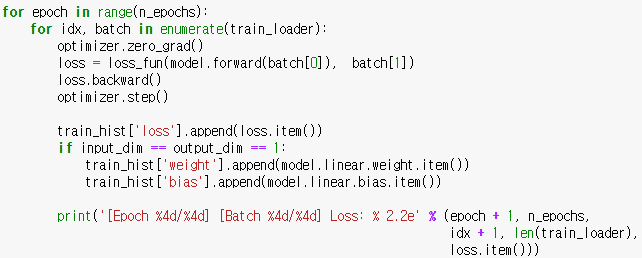 for epoch in range(n_epochs):
    for idx, batch in enumerate(train_loader):
        optimizer.zero_grad()
        loss = loss_fun(model.forward(batch[0]),  batch[1])
        loss.backward()
        optimizer.step()

        train_hist['loss'].append(loss.item())
        if input_dim == output_dim == 1:
            train_hist['weight'].append(model.linear.weight.item())
            train_hist['bias'].append(model.linear.bias.item())

        print('[Epoch %4d/%4d] [Batch %4d/%4d] Loss: % 2.2e' % (epoch + 1, n_epochs,
                                                                idx + 1, len(train_loader),
                                                                loss.item()))